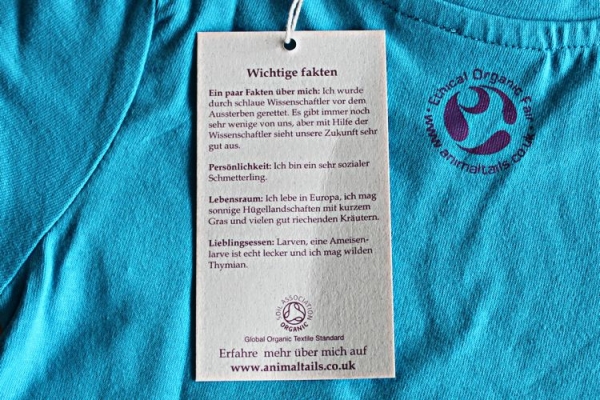 Wichtige fakten
Ein paar Fakten über mich: Ich wurde
durch schlaue Wissenschaftler vor dem
Aussterben gerettet. Es gibt immer noch
sehr wenige von uns, aber mit Hilfe der
Wissenschaftler sieht unsere Zukunft sehr
gut aus.
Persönlichkeit: Ich bin ein sehr sozialer
Schmetterling.
Lebensraum: Ich lebe in Europa, ich mag
sonnige Hügellandschaften mit kurzem
Gras und vielen gut riechenden Kräutern.
Lieblingsessen: Larven, eine Ameisen-
larve ist echt lecker und ich mag wilden
Thymian.
SOIL ASSOCIATION
ORGANIC
Global Organic Textile Standard
Erfahre mehr über mich auf
www.animaltails.co.uk
Ethical Organic Fair
www.animaltails.co.uk